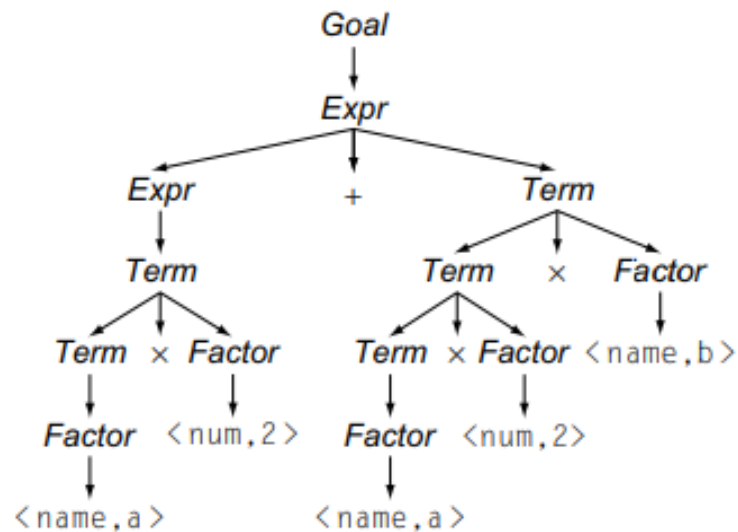 Goal
Expr
Expr + Term
Term Term × Factor
Term × Factor Term × Factor <name,b>
Factor <num,2> Factor <num,2>
<name,a> <name,a>